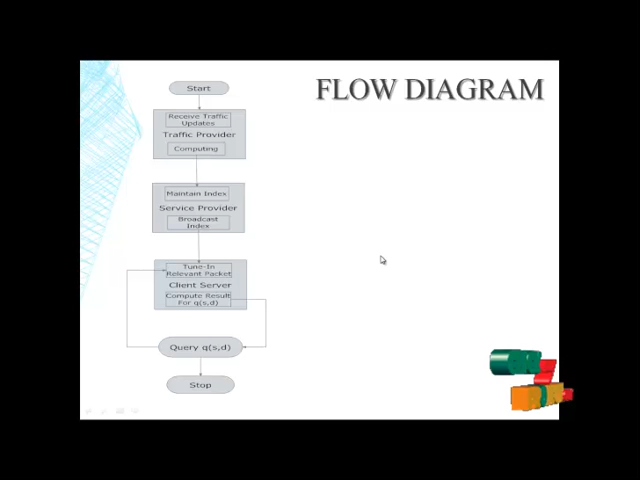 FLOW DIAGRAM
Start
Receive Traffic
Updates
Traffic Provider
Computing
Maintain Index
Service Provider
Broadcast
Index
Tune-In
Relevant Packet
Client Server
Compute Result
For q(s,d)
Query q(s,d)
Stop